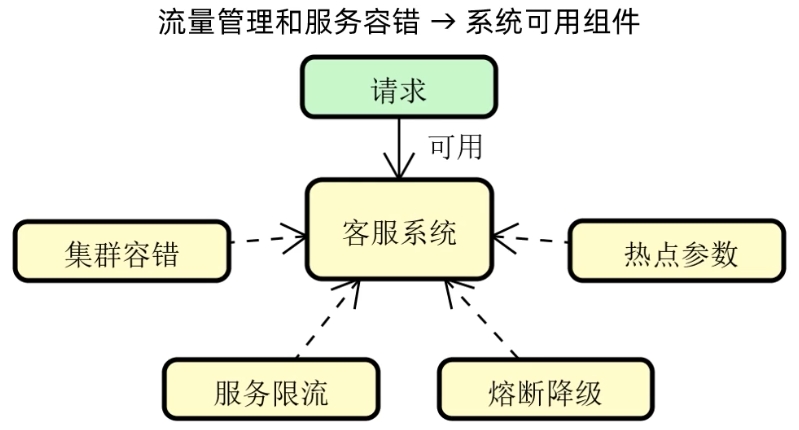 流量管理和服务容错 → 系统可用组件
请求
可用
客服系统
集群容错
热点参数
服务限流
熔断降级